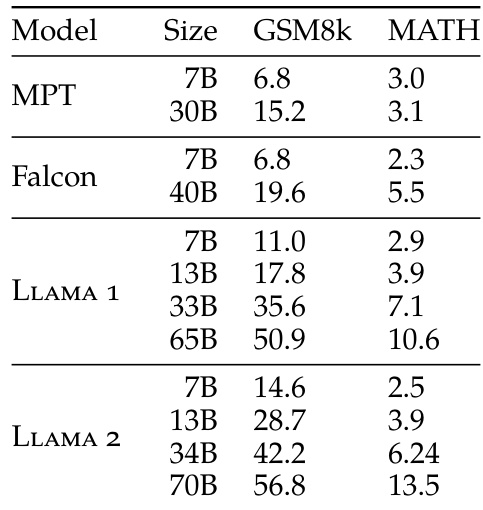 Model Size GSM8k MATH
MPT 7B 6.8 3.0
30B 15.2 3.1
Falcon 7B 6.8 2.3
40B 19.6 5.5
Llama 1 7B 11.0 2.9
13B 17.8 3.9
33B 35.6 7.1
65B 50.9 10.6
Llama 2 7B 14.6 2.5
13B 28.7 3.9
34B 42.2 6.24
70B 56.8 13.5